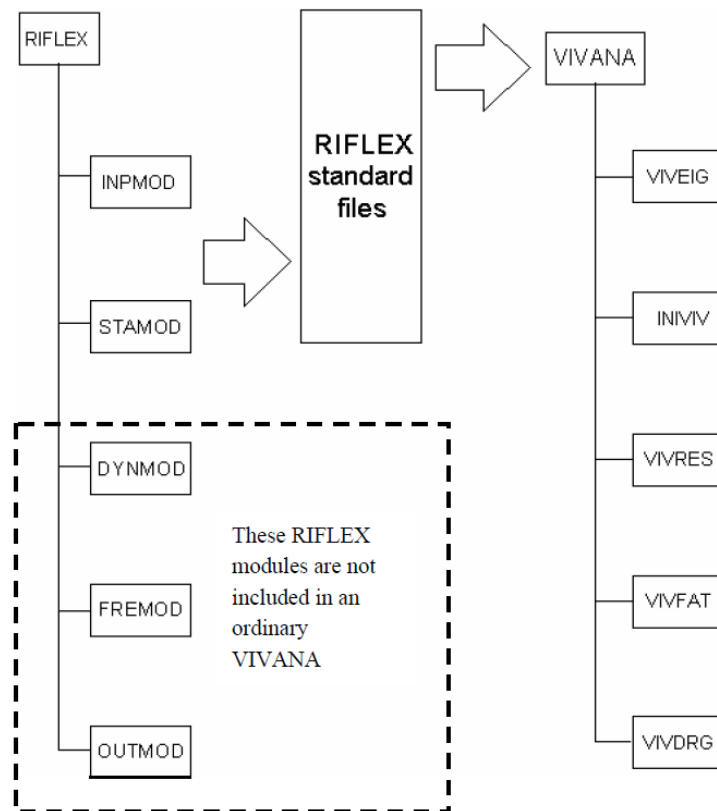 RIFLEX
INPMOD
STAMOD
DYNMOD
FREMOD
OUTMOD
These RIFLEX
modules are not
included in an
ordinary
VIVANA
RIFLEX
standard
files
VIVANA
VIVEIG
INIVIV
VIVRES
VIVFAT
VIVDRG